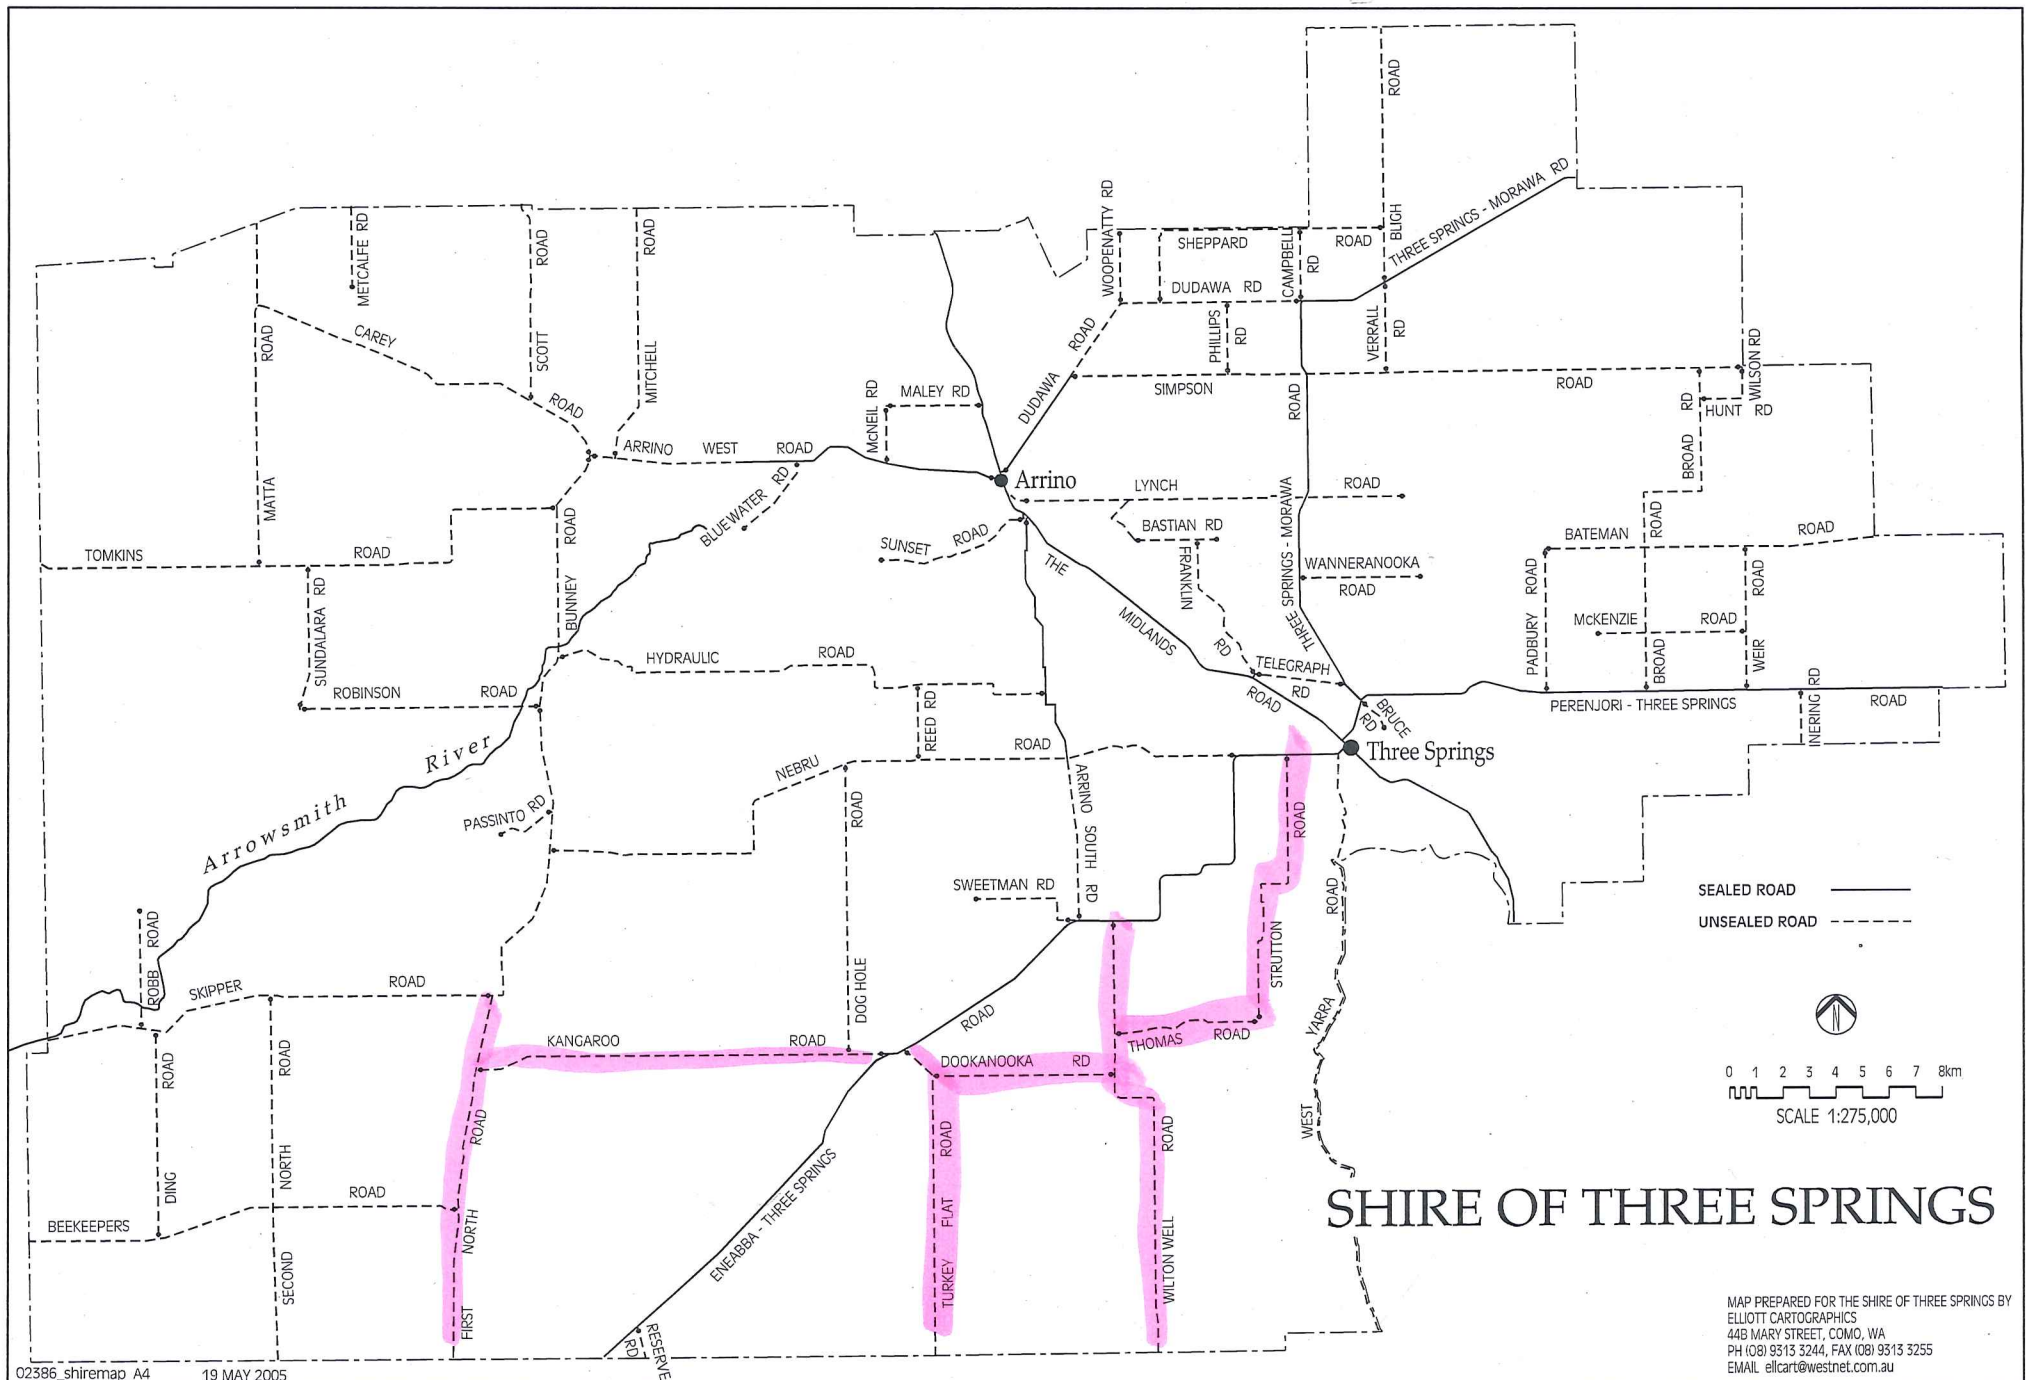 ROAD
THREE SPRINGS - MORAWA RD
BLIGH
WOOPENATTY RD
SHEPPARD
ROAD
CAMPBELL
RD
DUDAWA RD
METCALFE RD
ROAD
SCOTT
ROAD
MITCHELL
ROAD
MATTA
CAREY
ROAD
McNEIL RD
MALEY RD
DUDAWA
ROAD
PHILLIPS
RD
VERRALL
RD
SIMPSON
ROAD
WILSON RD
HUNT RD
BROAD
RD
ROAD
ARRINO WEST ROAD
BLUEWATER RD
Arrino
LYNCH
ROAD
BASTIAN RD
FRANKLIN
RD
THREE SPRINGS - MORAWA
ROAD
WANNERANOOKA
ROAD
BATEMAN
ROAD
PADBURY ROAD
McKENZIE
ROAD
BROAD
WEIR
ROAD
TOMKINS
ROAD
SUNDALARA RD
ROBINSON
ROAD
BUNNEY
ROAD
SUNSET
ROAD
THE
MIDLANDS
ROAD
HYDRAULIC
ROAD
REED RD
TELEGRAPH
RD
BRUCE
RD
PERENJORI - THREE SPRINGS
ROAD
INERING RD
Three Springs
Arrowsmith
River
PASSINTO RD
NEBRU
ROAD
ARRINO SOUTH RD
ROAD
DOG HOLE
SWEETMAN RD
ROAD
STRUTTON
ROAD
YARRA
WEST
SEALED ROAD
UNSEALED ROAD
ROBB ROAD
SKIPPER
ROAD
KANGAROO
ROAD
ROAD
DOOKANOOKA
RD
THOMAS
ROAD
N
0 1 2 3 4 5 6 7 8km
SCALE 1:275,000
ROAD
DING
ROAD
NORTH
SECOND
ROAD
NORTH
FIRST
BEEKEEPERS
ROAD
ENEABBA - THREE SPRINGS
ROAD
TURKEY FLAT
ROAD
WILTON WELL
RESERVE
RD
SHIRE OF THREE SPRINGS
MAP PREPARED FOR THE SHIRE OF THREE SPRINGS BY
ELLIOTT CARTOGRAPHICS
44B MARY STREET, COMO, WA
PH (08) 9313 3244, FAX (08) 9313 3255
EMAIL ellcart@westnet.com.au
02386_shiremap_A4 19 MAY 2005